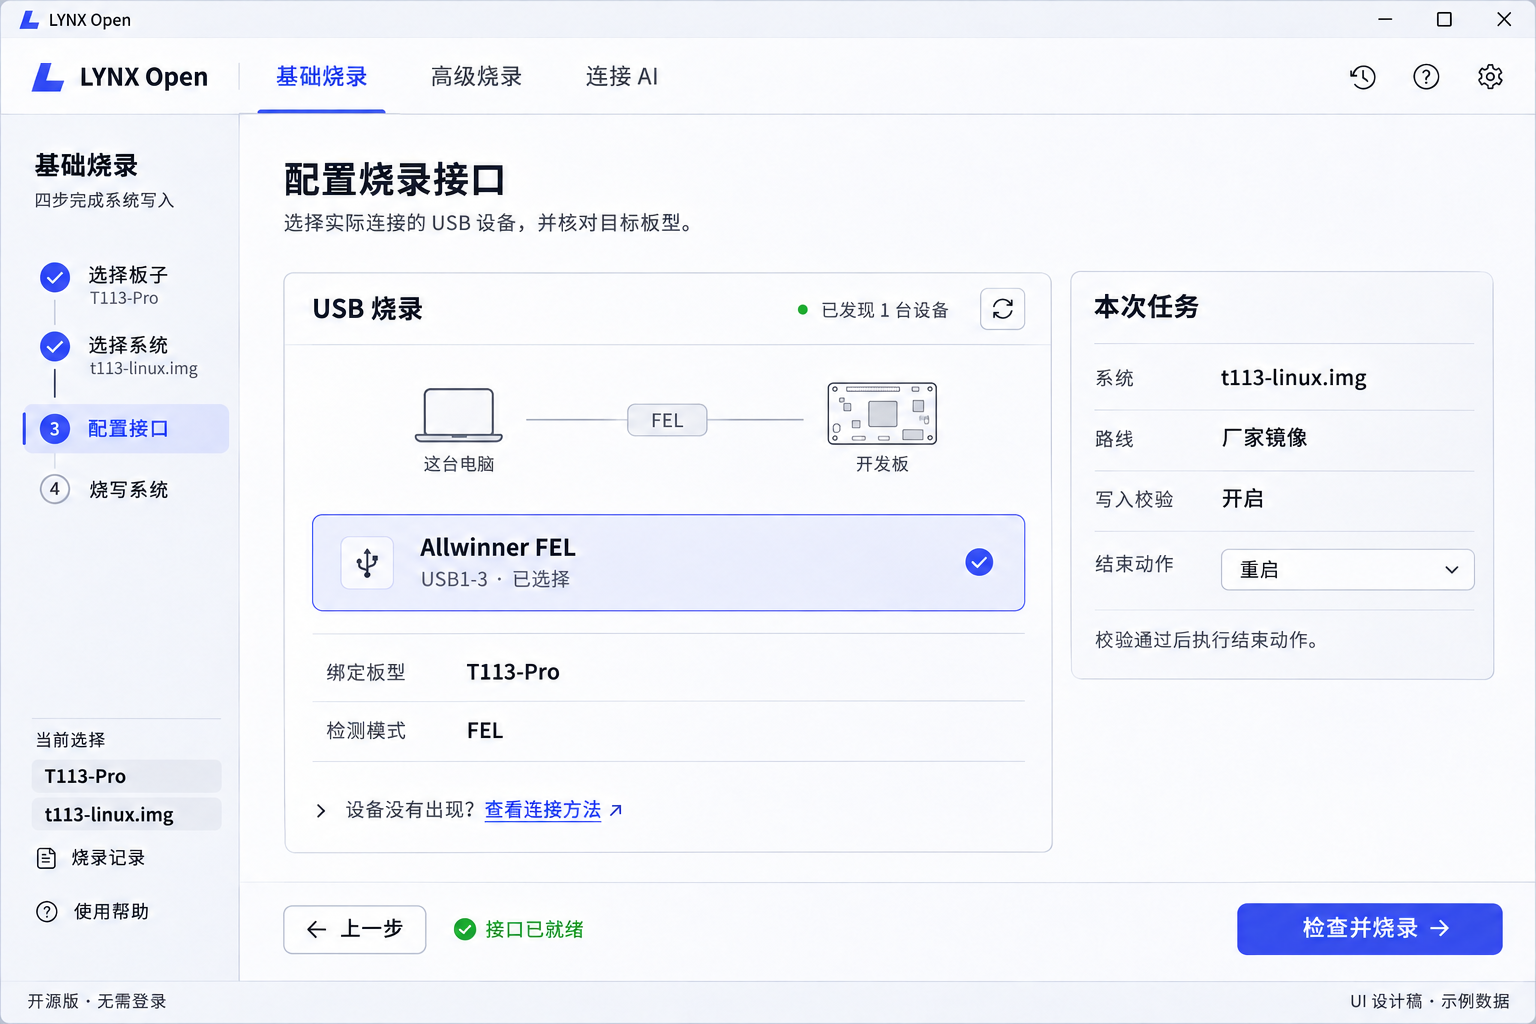 LYNX Open
LYNX Open
基础烧录
高级烧录
连接 AI
基础烧录
四步完成系统写入
选择板子
T113-Pro
选择系统
t113-linux.img
3
配置接口
4
烧写系统
当前选择
T113-Pro
t113-linux.img
烧录记录
使用帮助
配置烧录接口
选择实际连接的 USB 设备，并核对目标板型。
USB 烧录
已发现 1 台设备
FEL
这台电脑
开发板
Allwinner FEL
USB1-3 · 已选择
绑定板型 T113-Pro
检测模式 FEL
设备没有出现？查看连接方法
本次任务
系统 t113-linux.img
路线 厂家镜像
写入校验 开启
结束动作 重启
校验通过后执行结束动作。
上一步
接口已就绪
检查并烧录
开源版 · 无需登录
UI 设计稿 · 示例数据